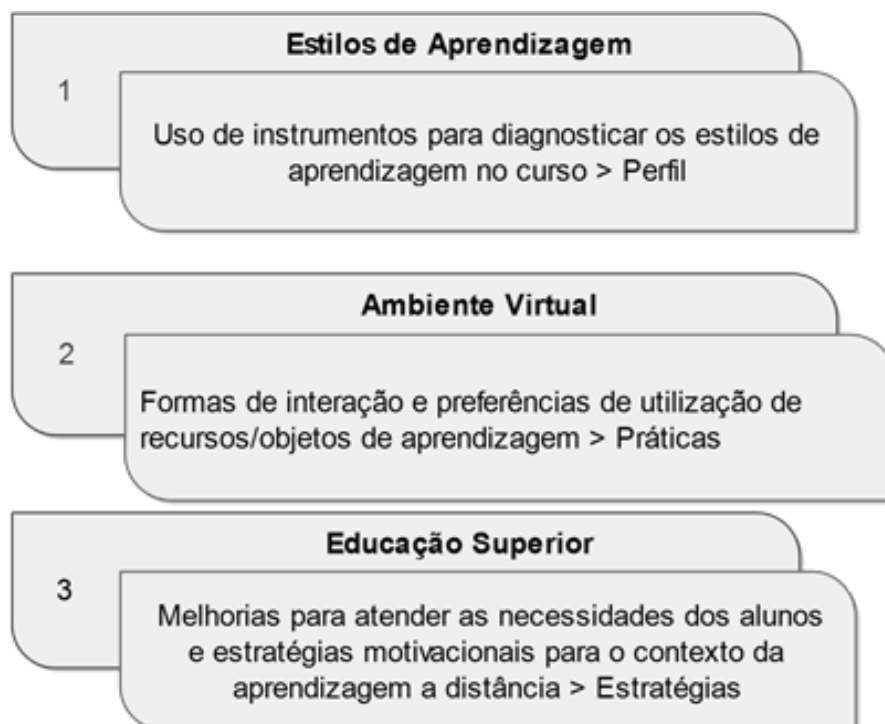 Estilos de Aprendizagem
1
Uso de instrumentos para diagnosticar os estilos de
aprendizagem no curso > Perfil
Ambiente Virtual
2
Formas de interação e preferências de utilização de
recursos/objetos de aprendizagem > Práticas
Educação Superior
3
Melhorias para atender as necessidades dos alunos
e estratégias motivacionais para o contexto da
aprendizagem a distância > Estratégias